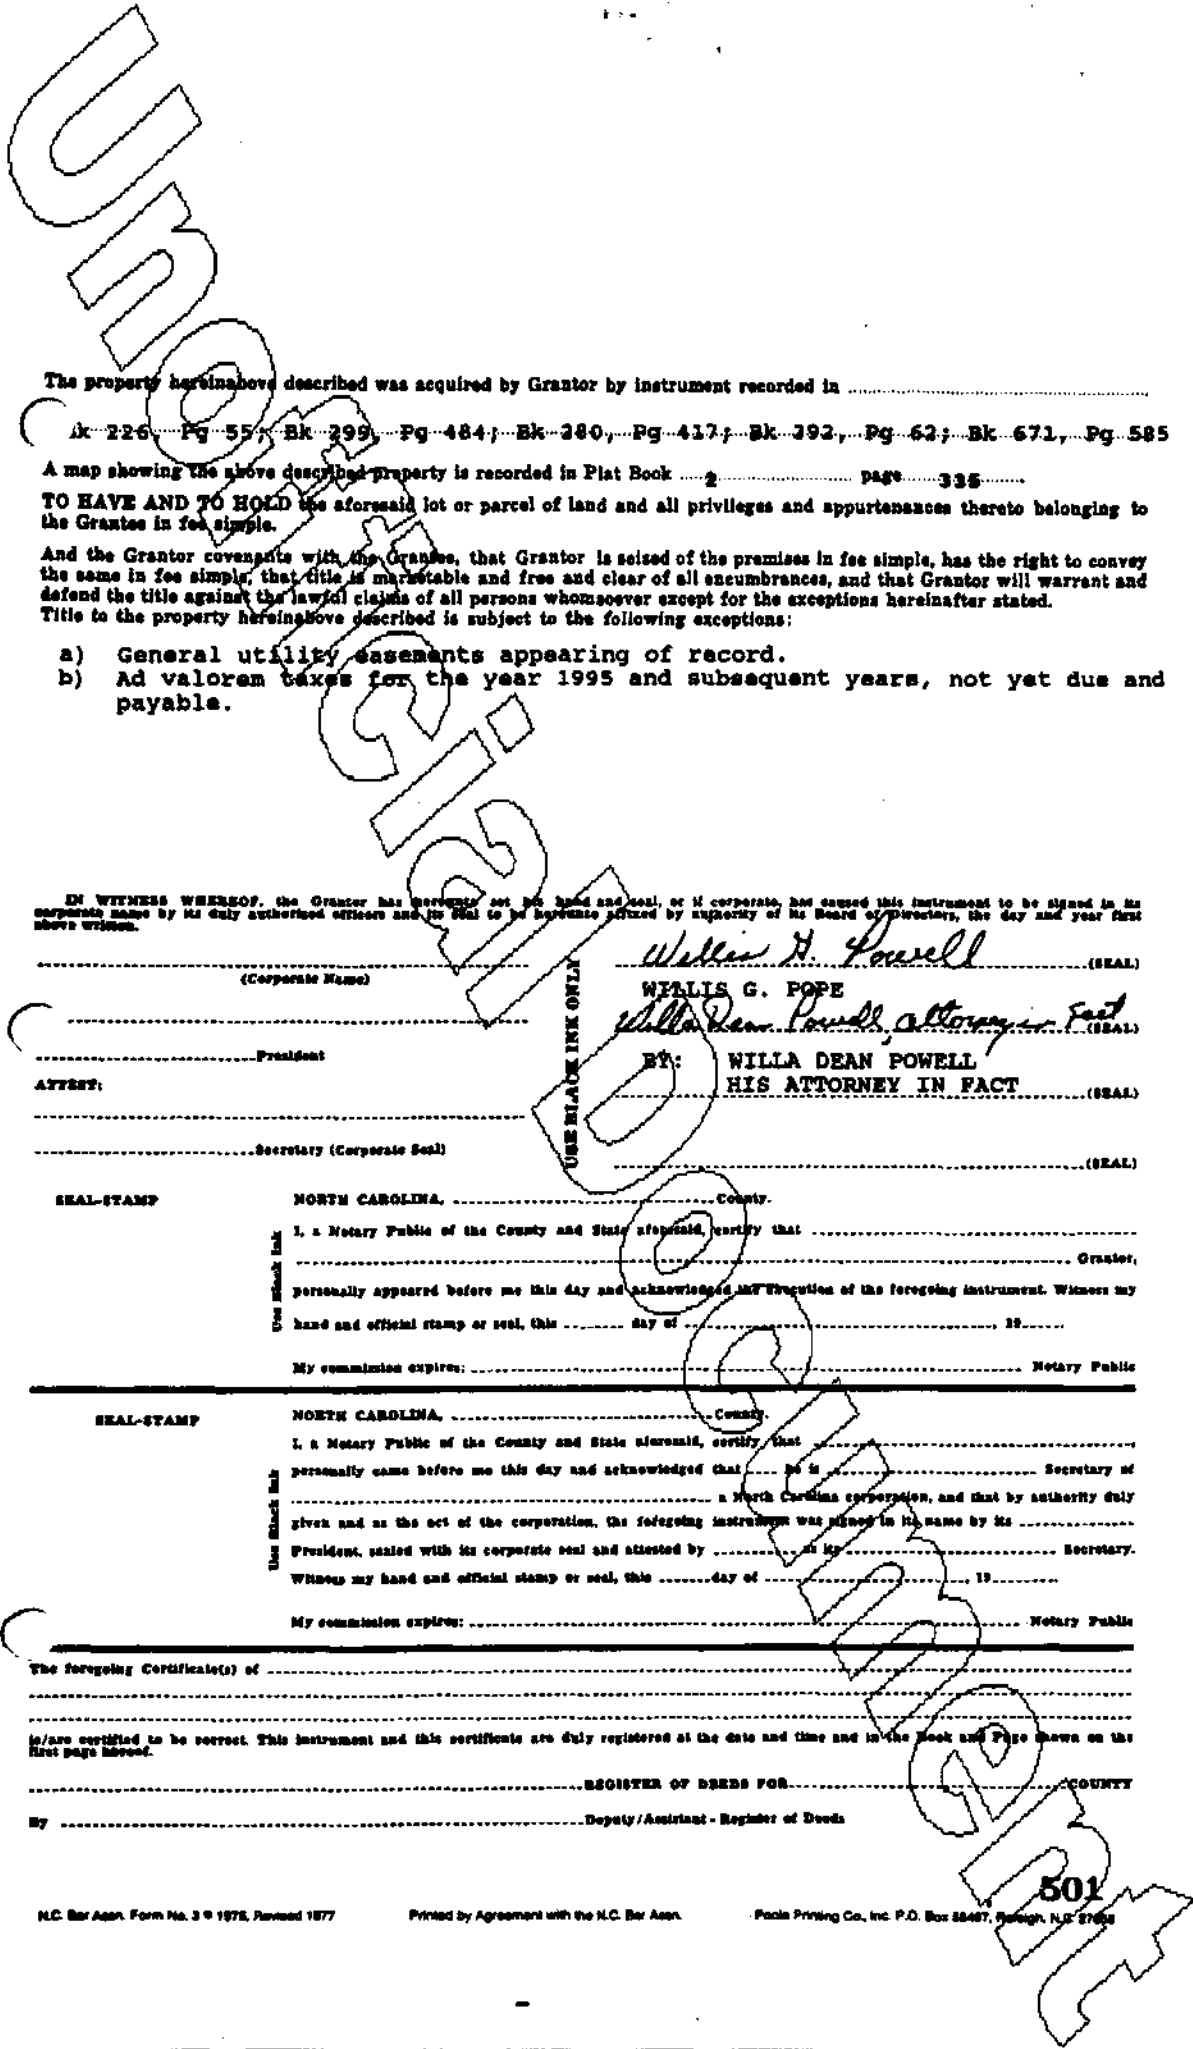 The property hereinabove described was acquired by Grantor by instrument recorded in
Bk 226, Pg 55; Bk 299, Pg 484; Bk 280, Pg 417; Bk 392, Pg 62; Bk 671, Pg 585
A map showing the above described property is recorded in Plat Book 2 page 335
TO HAVE AND TO HOLD the aforesaid lot or parcel of land and all privileges and appurtenances thereto belonging to
the Grantee in fee simple.
And the Grantor covenants with the Grantee, that Grantor is seized of the premises in fee simple, has the right to convey
the same in fee simple, that title is marketable and free and clear of all encumbrances, and that Grantor will warrant and
defend the title against the lawful claims of all persons whomsoever except for the exceptions hereinafter stated.
Title to the property hereinabove described is subject to the following exceptions:
a) General utility easements appearing of record.
b) Ad valorem taxes for the year 1995 and subsequent years, not yet due and
payable.
IN WITNESS WHEREOF, the Grantor has hereunto set his hand and seal, or if corporate, has caused this instrument to be signed in its
corporate name by its duly authorized officers and its seal to be hereunto affixed by authority of its Board of Directors, the day and year first
above written.
Willis G. Powell (SEAL)
(Corporate Name)
WILLIS G. POPE
Willa Dean Powell, attorney in Fact (SEAL)
President
BY: WILLA DEAN POWELL
HIS ATTORNEY IN FACT (SEAL)
ATTEST:
Secretary (Corporate Seal)
(SEAL)
USE BLACK INK ONLY
SEAL-STAMP
Use Black Ink
NORTH CAROLINA, County.
I, a Notary Public of the County and State aforesaid, certify that
Grantor,
personally appeared before me this day and acknowledged the execution of the foregoing instrument. Witness my
hand and official stamp or seal, this day of , 19
My commission expires: Notary Public
SEAL-STAMP
Use Black Ink
NORTH CAROLINA, County.
I, a Notary Public of the County and State aforesaid, certify that ,
personally came before me this day and acknowledged that he is Secretary of
a North Carolina corporation, and that by authority duly
given and as the act of the corporation, the foregoing instrument was signed in its name by its
President, sealed with its corporate seal and attested by as its Secretary.
Witness my hand and official stamp or seal, this day of , 19
My commission expires: Notary Public
The foregoing Certificate(s) of
is/are certified to be correct. This instrument and this certificate are duly registered at the date and time and in the Book and Page shown on the
first page hereof.
REGISTER OF DEEDS FOR COUNTY
By Deputy/Assistant - Register of Deeds
501
N.C. Bar Assn. Form No. 3 © 1976, Revised 1977
Printed by Agreement with the N.C. Bar Assn.
Poole Printing Co., Inc. P.O. Box Raleigh, N.C.
Unofficial Document